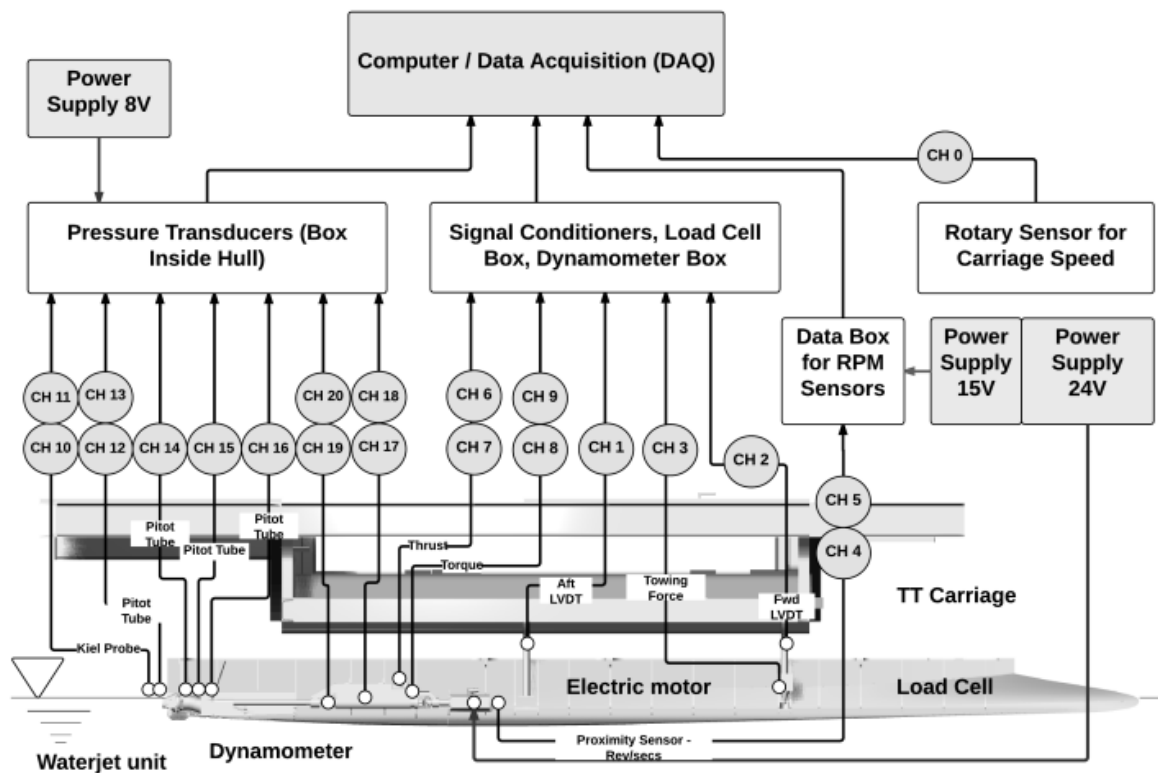 Computer / Data Acquisition (DAQ)
Power
Supply 8V
CH 0
Pressure Transducers (Box
Inside Hull)
Signal Conditioners, Load Cell
Box, Dynamometer Box
Rotary Sensor for
Carriage Speed
Data Box
for RPM
Sensors
Power
Supply
15V
Power
Supply
24V
CH 11
CH 13
CH 20
CH 18
CH 6
CH 9
CH 10
CH 12
CH 14
CH 15
CH 16
CH 19
CH 17
CH 7
CH 8
CH 1
CH 3
CH 2
CH 5
CH 4
Pitot
Tube
Pitot Tube
Pitot
Tube
Thrust
Torque
Aft
LVDT
Towing
Force
Fwd
LVDT
TT Carriage
Pitot
Tube
Kiel Probe
Electric motor
Load Cell
Proximity Sensor -
Rev/secs
Dynamometer
Waterjet unit